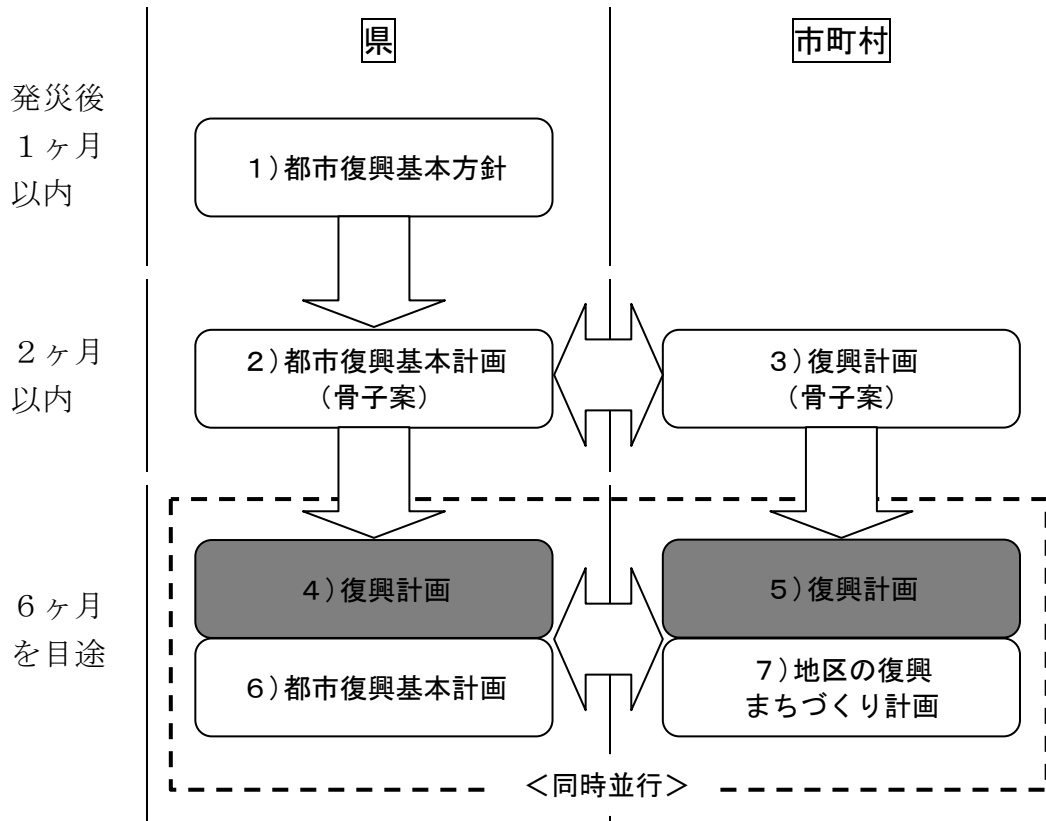 県
市町村
発災後
１ヶ月
以内
１）都市復興基本方針
２ヶ月
以内
２）都市復興基本計画
（骨子案）
３）復興計画
（骨子案）
６ヶ月
を目途
４）復興計画
５）復興計画
６）都市復興基本計画
７）地区の復興
まちづくり計画
＜同時並行＞